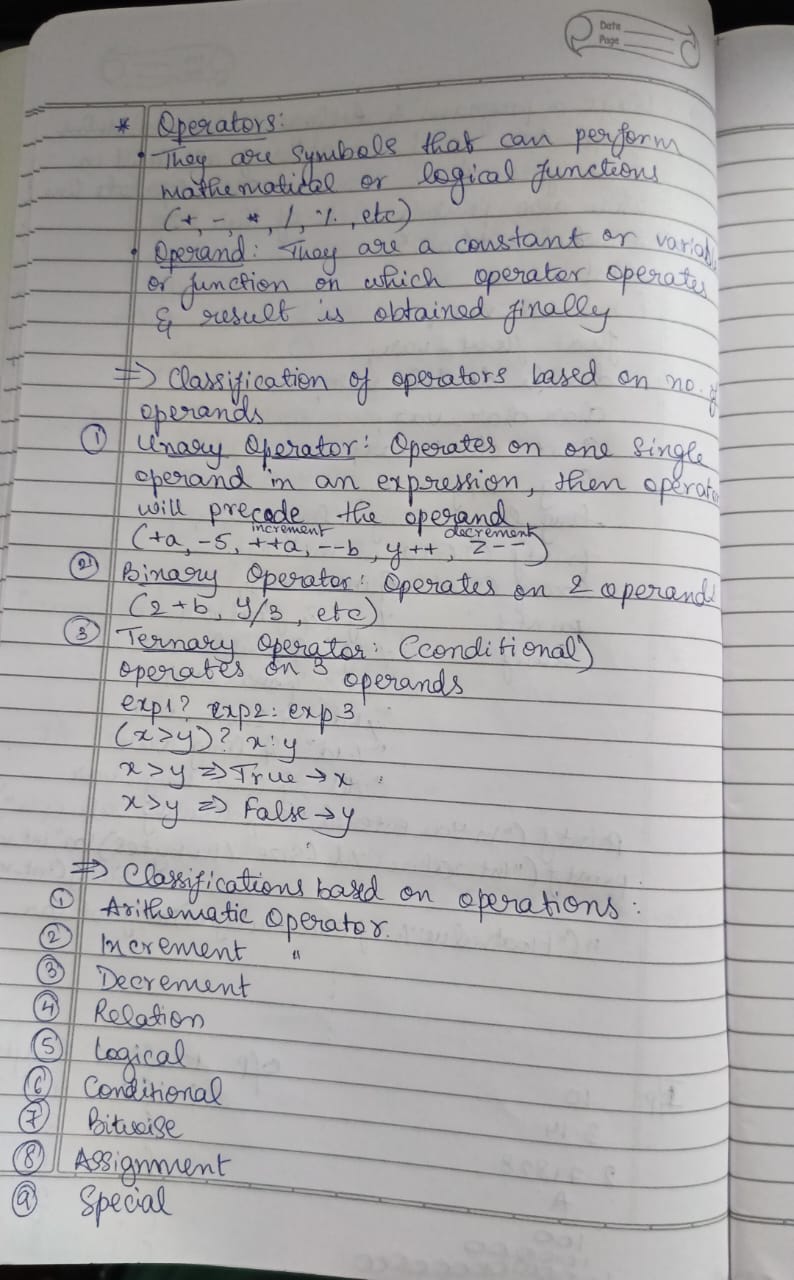 Date
Page
* Operators:
• They are symbols that can perform
mathematical or logical functions
(+, -, *, /, %, etc)
• Operand: They are a constant or variab
or function on which operator operates
& result is obtained finally
⇒ Classification of operators based on no. of
operands
① Unary Operator: Operates on one single
operand in an expression, then operato
will precede the operand
increment decrement
(+a, -5, ++a, --b, y++, z--)
② Binary Operator: Operates on 2 operands
(2+b, y/3, etc)
③ Ternary Operator: (conditional)
operates on 3 operands
exp1? exp2: exp3
(x>y)? x:y
x>y ⇒ True → x
x>y ⇒ False → y
⇒ Classifications based on operations:
① Arithematic Operator.
② Increment "
③ Decrement
④ Relation
⑤ Logical
⑥ Conditional
⑦ Bitwise
⑧ Assignment
⑨ Special